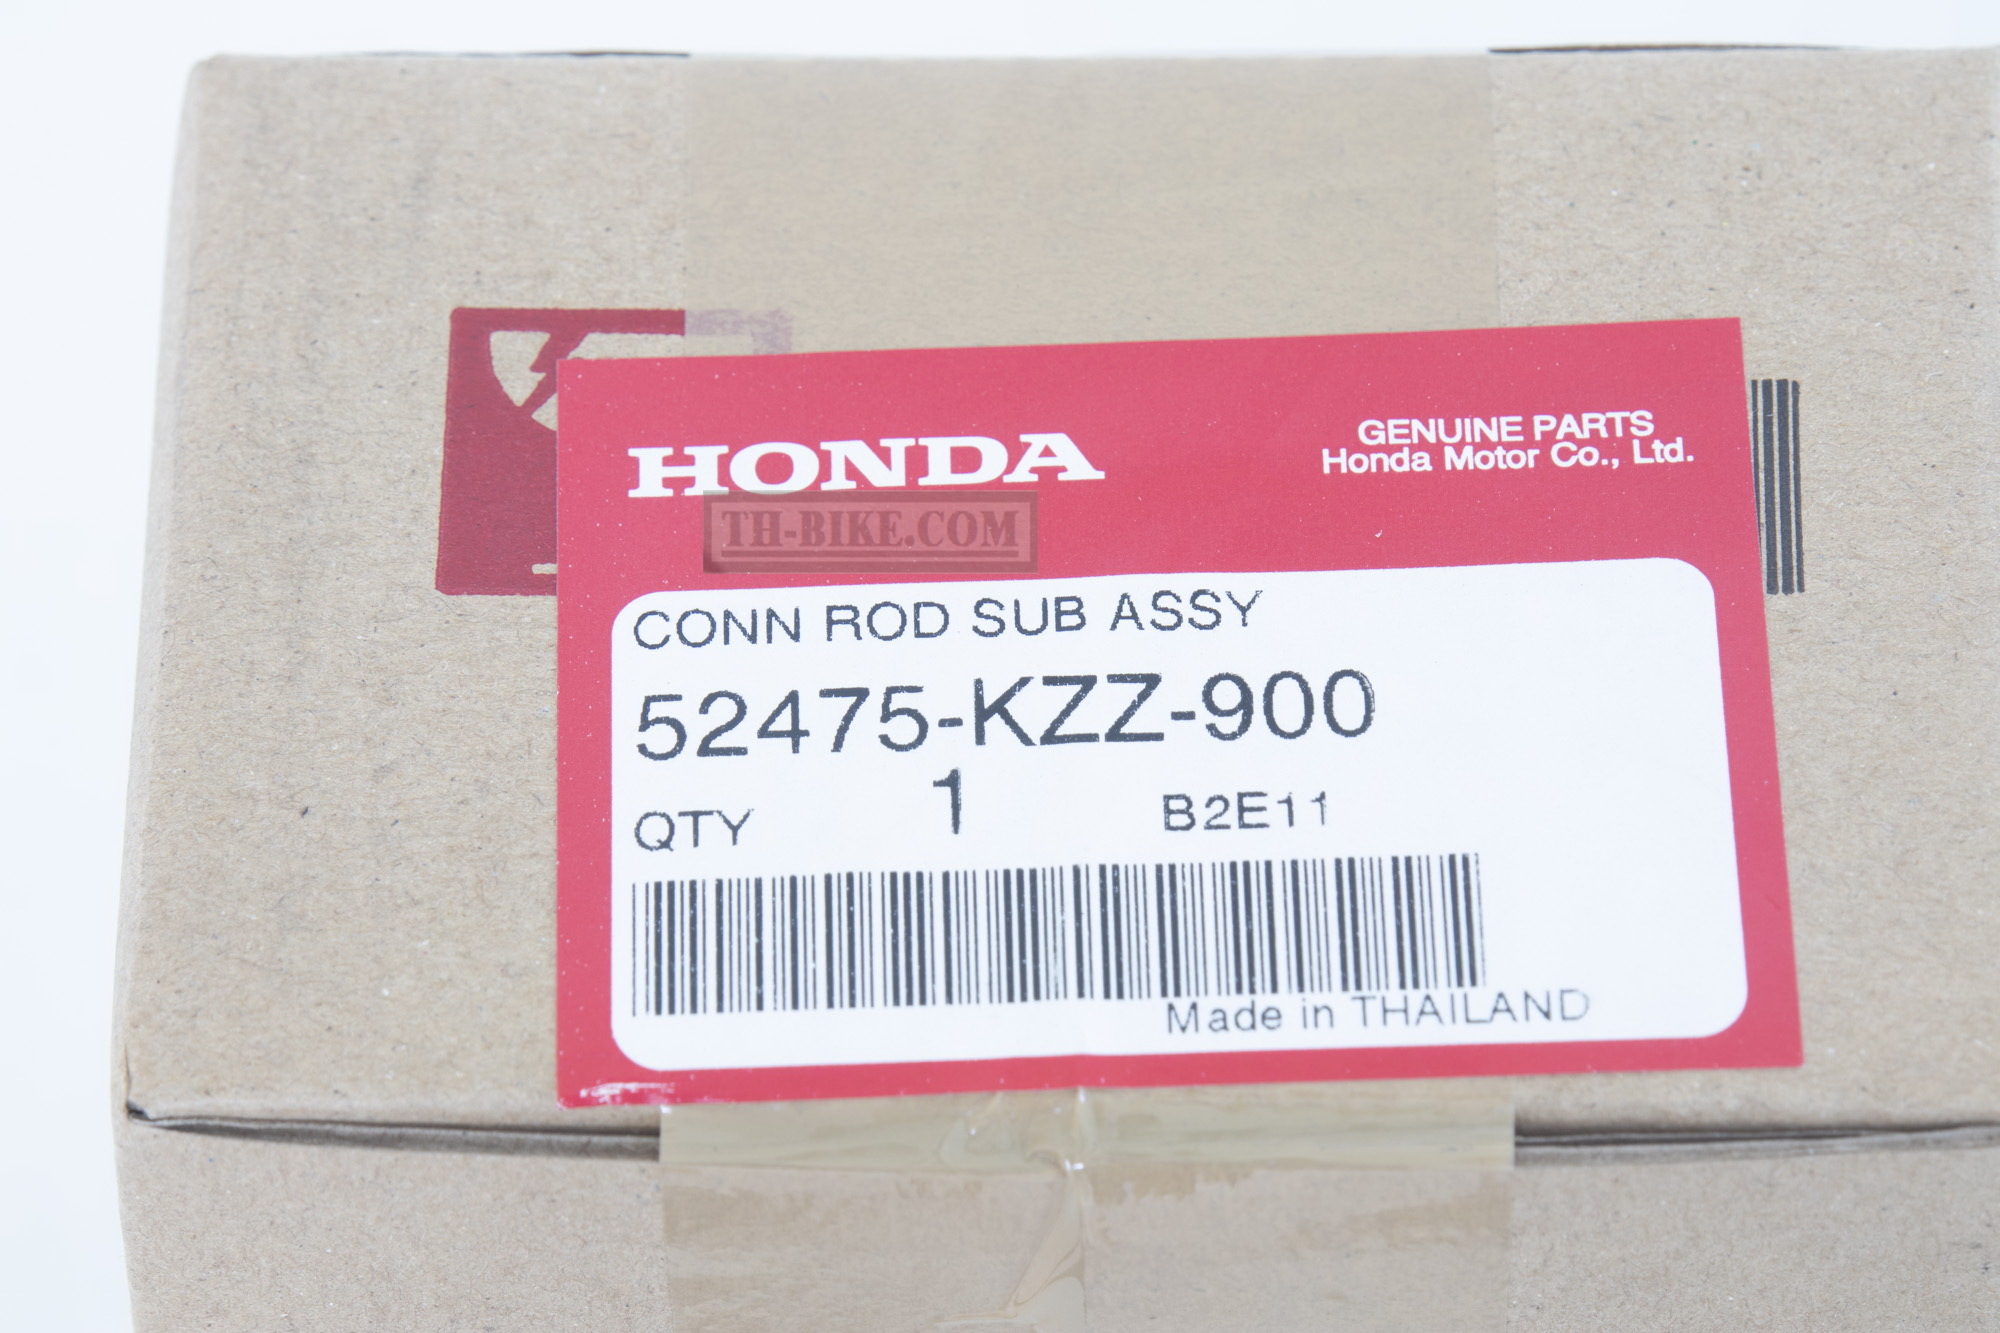 HONDA
GENUINE PARTS
Honda Motor Co., Ltd.
TH-BIKE.COM
CONN ROD SUB ASSY
52475-KZZ-900
QTY 1 B2E11
Made in THAILAND